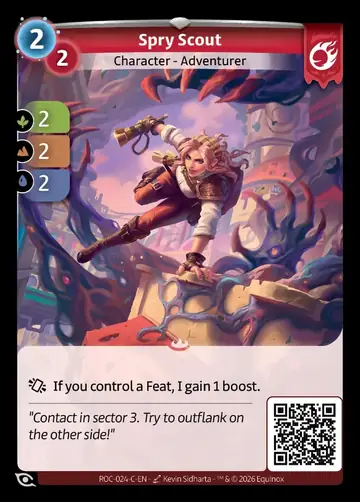 2
Spry Scout
2
Character - Adventurer
2
2
2
If you control a Feat, I gain 1 boost.
"Contact in sector 3. Try to outflank on
the other side!"
ROC-024-C-EN - Kevin Sidharta - ™ & © 2026 Equinox